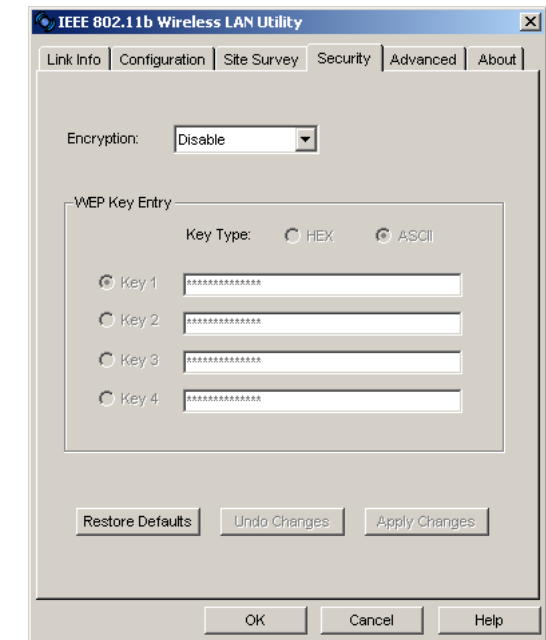 IEEE 802.11b Wireless LAN Utility
Link Info Configuration Site Survey Security Advanced About
Encryption: Disable
WEP Key Entry
Key Type: HEX ASCII
Key 1 **************
Key 2 **************
Key 3 **************
Key 4 **************
Restore Defaults Undo Changes Apply Changes
OK Cancel Help